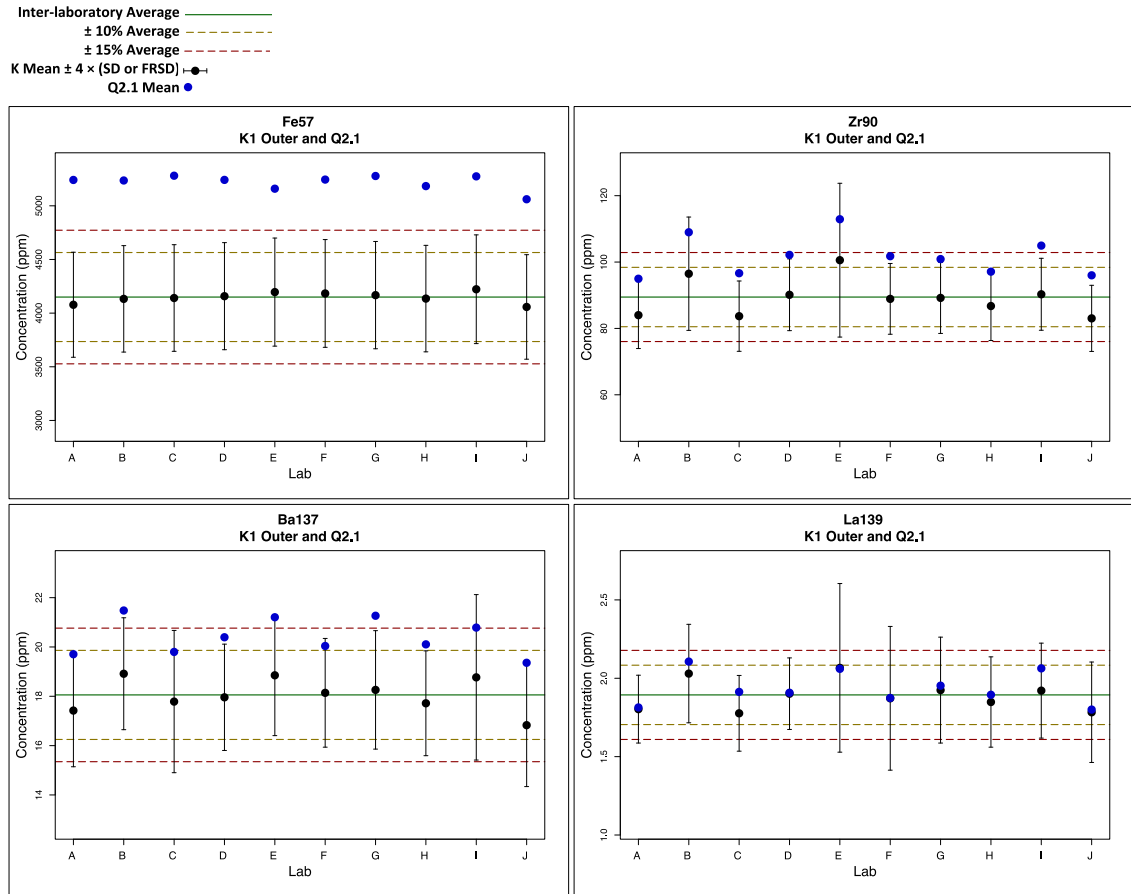 Inter-laboratory Average
± 10% Average
± 15% Average
K Mean ± 4 × (SD or FRSD)
Q2.1 Mean
Fe57
K1 Outer and Q2.1
Concentration (ppm)
5000
4500
4000
3500
3000
A B C D E F G H I J
Lab
Zr90
K1 Outer and Q2.1
Concentration (ppm)
120
100
80
60
A B C D E F G H I J
Lab
Ba137
K1 Outer and Q2.1
Concentration (ppm)
22
20
18
16
14
A B C D E F G H I J
Lab
La139
K1 Outer and Q2.1
Concentration (ppm)
2.5
2.0
1.5
1.0
A B C D E F G H I J
Lab